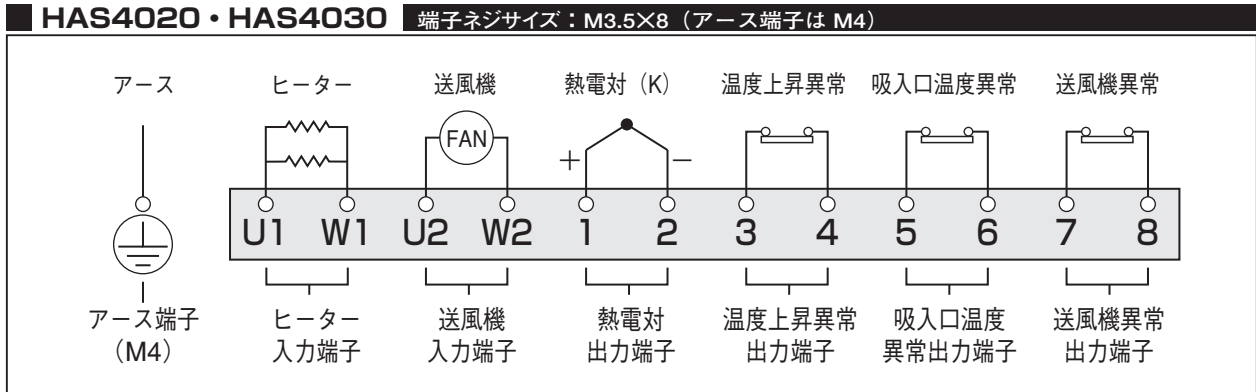 HAS4020・HAS4030 端子ネジサイズ：M3.5×8（アース端子は M4）
アース ヒーター 送風機 熱電対（K） 温度上昇異常 吸入口温度異常 送風機異常
FAN
+ −
U1 W1 U2 W2 1 2 3 4 5 6 7 8
アース端子 ヒーター 送風機 熱電対 温度上昇異常 吸入口温度 送風機異常
（M4） 入力端子 入力端子 出力端子 出力端子 異常出力端子 出力端子